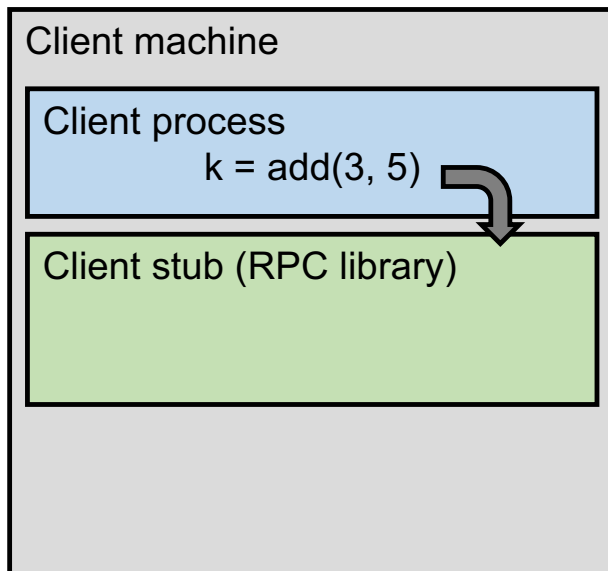 Client machine
Client process
k = add(3, 5)
Client stub (RPC library)